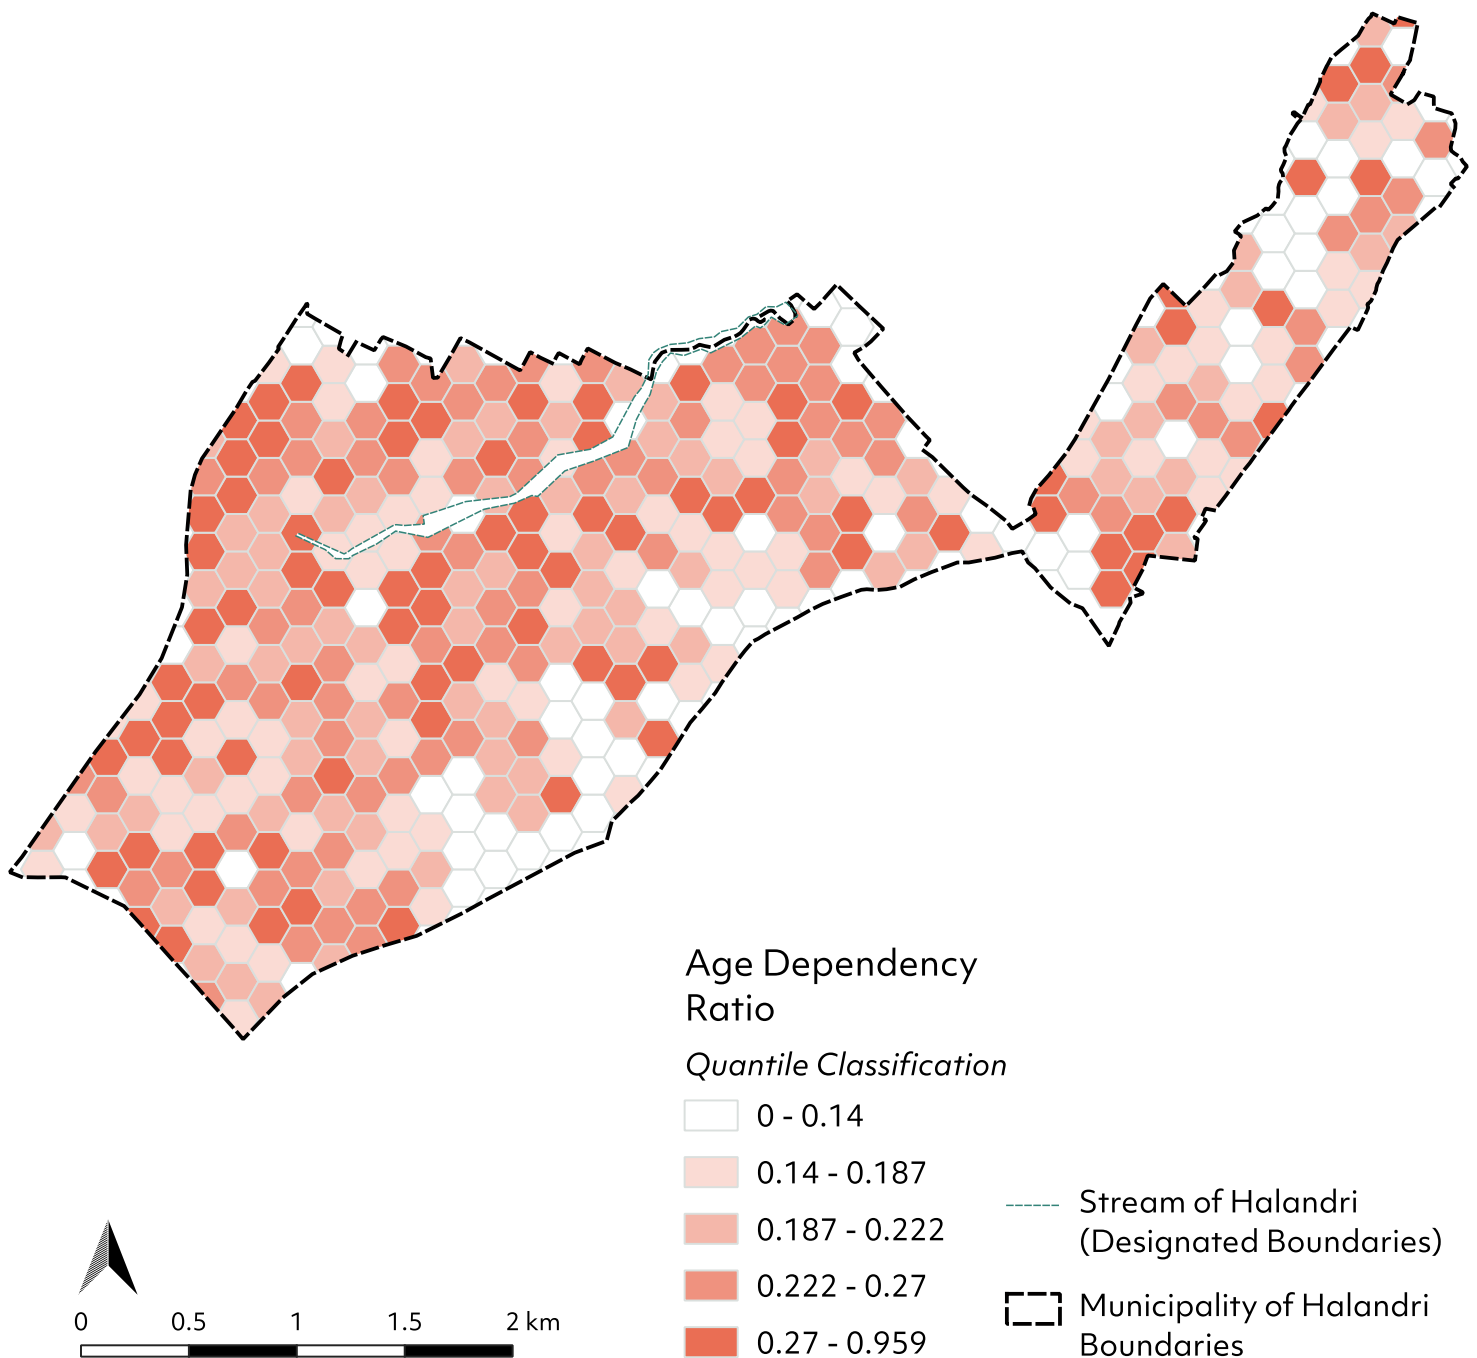 Age Dependency
Ratio
Quantile Classification
0 - 0.14
0.14 - 0.187
0.187 - 0.222
0.222 - 0.27
0.27 - 0.959
Stream of Halandri
(Designated Boundaries)
Municipality of Halandri
Boundaries
0 0.5 1 1.5 2 km